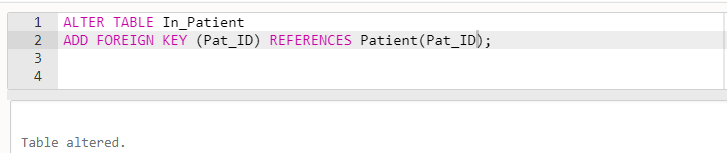 1 ALTER TABLE In_Patient
2 ADD FOREIGN KEY (Pat_ID) REFERENCES Patient(Pat_ID);
3
4
Table altered.